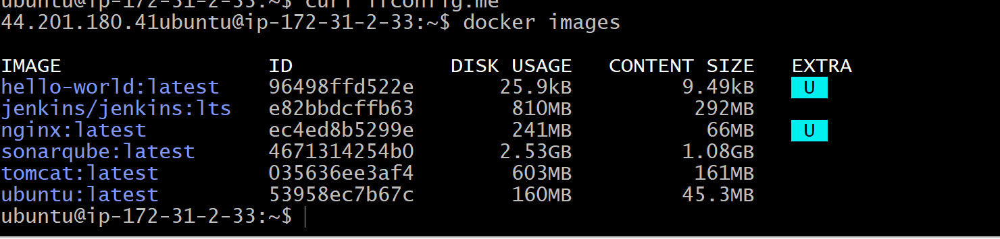 ubuntu@ip-172-31-2-33:~$ curl ifconfig.me
44.201.180.41ubuntu@ip-172-31-2-33:~$ docker images
IMAGE ID DISK USAGE CONTENT SIZE EXTRA
hello-world:latest 96498ffd522e 25.9kB 9.49kB U
jenkins/jenkins:lts e82bbdcffb63 810MB 292MB
nginx:latest ec4ed8b5299e 241MB 66MB U
sonarqube:latest 4671314254b0 2.53GB 1.08GB
tomcat:latest 035636ee3af4 603MB 161MB
ubuntu:latest 53958ec7b67c 160MB 45.3MB
ubuntu@ip-172-31-2-33:~$